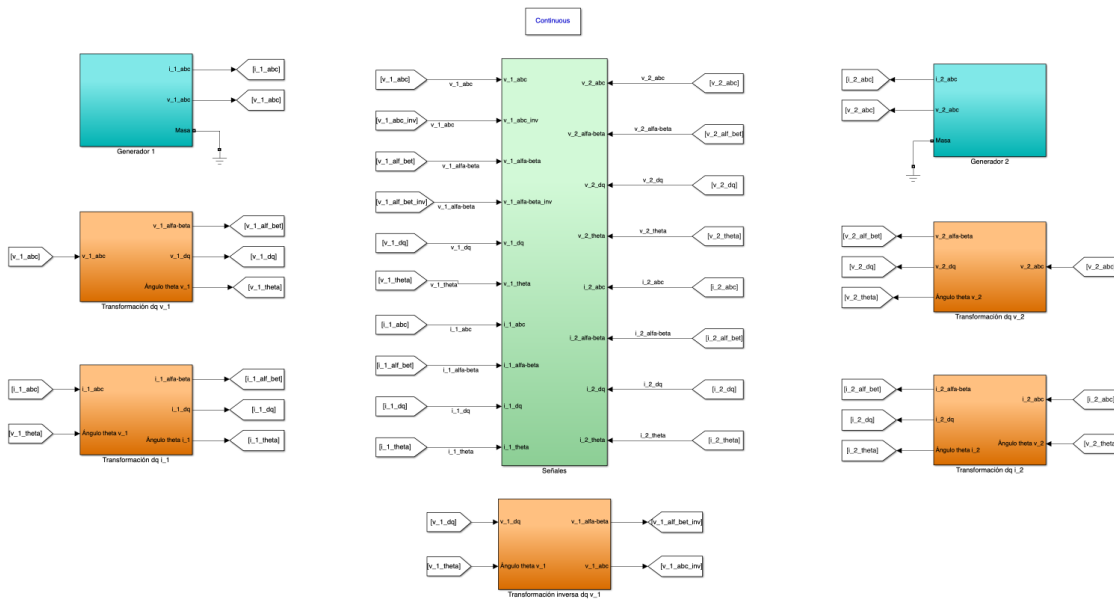 Continuous
i_1_abc
[i_1_abc]
v_1_abc
[v_1_abc]
Masa
Generador 1
[v_1_abc]
v_1_abc
v_1_alfa-beta
[v_1_alf_bet]
v_1_dq
[v_1_dq]
Ángulo theta v_1
[v_1_theta]
Transformación dq v_1
[i_1_abc]
i_1_abc
[v_1_theta]
Ángulo theta v_1
i_1_alfa-beta
[i_1_alf_bet]
i_1_dq
[i_1_dq]
Ángulo theta i_1
[i_1_theta]
Transformación dq i_1
[v_1_abc]
v_1_abc
v_1_abc
[v_1_abc_inv]
v_1_abc
v_1_abc_inv
[v_1_alf_bet]
v_1_alfa-beta
v_1_alfa-beta
[v_1_alf_bet_inv]
v_1_alfa-beta
v_1_alfa-beta_inv
[v_1_dq]
v_1_dq
v_1_dq
[v_1_theta]
v_1_theta
v_1_theta
[i_1_abc]
i_1_abc
i_1_abc
[i_1_alf_bet]
i_1_alfa-beta
i_1_alfa-beta
[i_1_dq]
i_1_dq
i_1_dq
[i_1_theta]
i_1_theta
i_1_theta
v_2_abc
v_2_abc
[v_2_abc]
v_2_alfa-beta
v_2_alfa-beta
[v_2_alf_bet]
v_2_dq
v_2_dq
[v_2_dq]
v_2_theta
v_2_theta
[v_2_theta]
i_2_abc
i_2_abc
[i_2_abc]
i_2_alfa-beta
i_2_alfa-beta
[i_2_alf_bet]
i_2_dq
i_2_dq
[i_2_dq]
i_2_theta
i_2_theta
[i_2_theta]
Señales
[i_2_abc]
i_2_abc
[v_2_abc]
v_2_abc
Masa
Generador 2
[v_2_alf_bet]
v_2_alfa-beta
[v_2_dq]
v_2_dq
[v_2_theta]
Ángulo theta v_2
v_2_abc
[v_2_abc]
Transformación dq v_2
[i_2_alf_bet]
i_2_alfa-beta
[i_2_dq]
i_2_dq
[i_2_theta]
Ángulo theta i_2
i_2_abc
[i_2_abc]
Ángulo theta v_2
[v_2_theta]
Transformación dq i_2
[v_1_dq]
v_1_dq
[v_1_theta]
Ángulo theta v_1
v_1_alfa-beta
[v_1_alf_bet_inv]
v_1_abc
[v_1_abc_inv]
Transformación inversa dq v_1